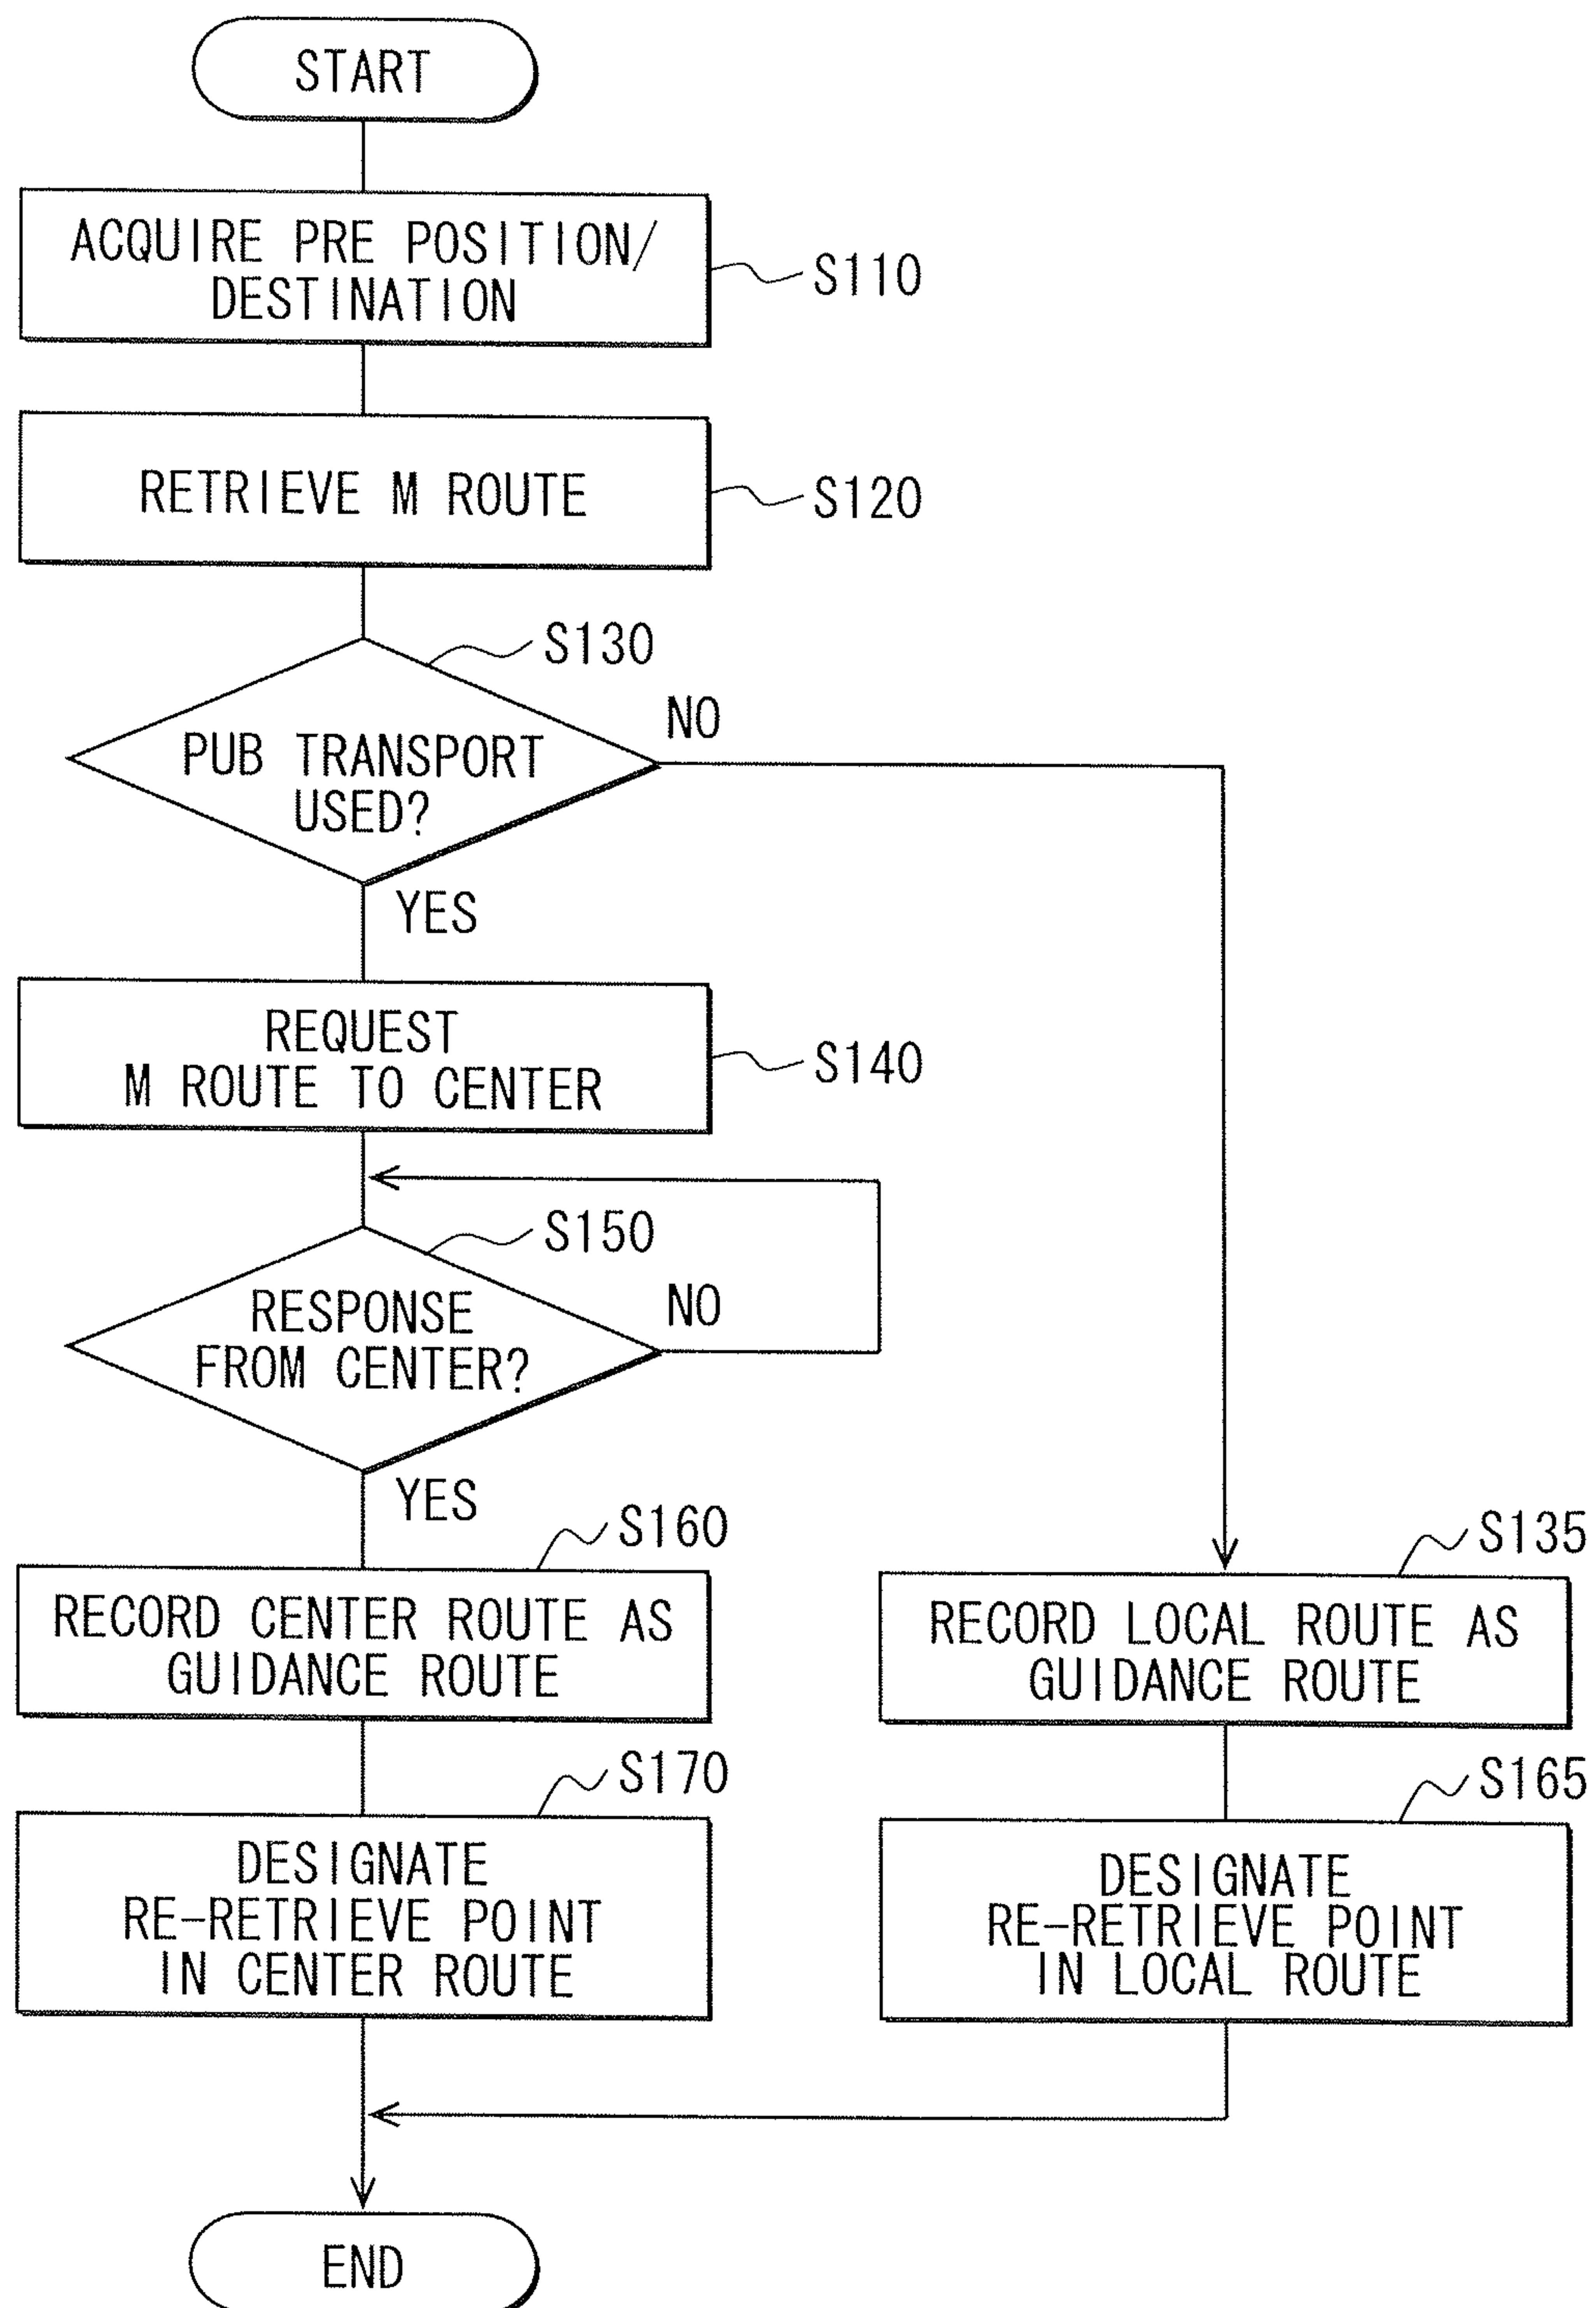 START
ACQUIRE PRE POSITION/
DESTINATION
S110
RETRIEVE M ROUTE
S120
S130
PUB TRANSPORT
USED?
NO
YES
REQUEST
M ROUTE TO CENTER
S140
S150
RESPONSE
FROM CENTER?
NO
YES
S160
RECORD CENTER ROUTE AS
GUIDANCE ROUTE
S135
RECORD LOCAL ROUTE AS
GUIDANCE ROUTE
S170
DESIGNATE
RE-RETRIEVE POINT
IN CENTER ROUTE
S165
DESIGNATE
RE-RETRIEVE POINT
IN LOCAL ROUTE
END